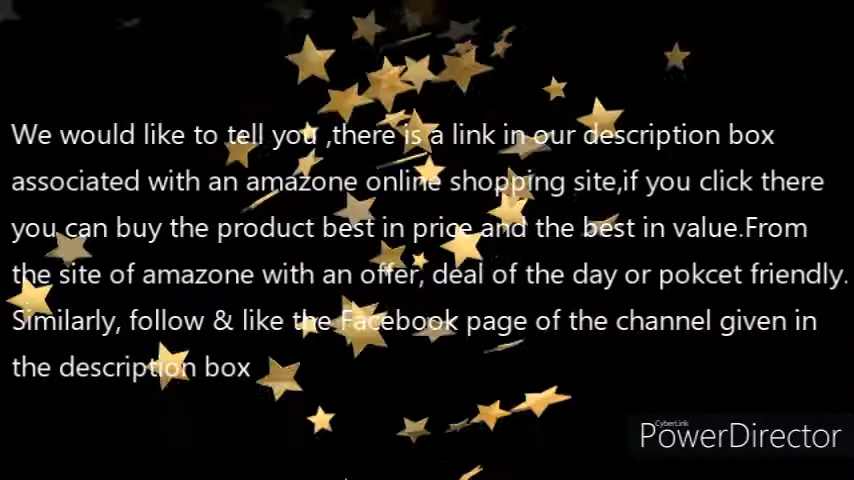 We would like to tell you ,there is a link in our description box
associated with an amazone online shopping site,if you click there
you can buy the product best in price and the best in value.From
the site of amazone with an offer, deal of the day or pokcet friendly.
Similarly, follow & like the Facebook page of the channel given in
the description box
CyberLink
PowerDirector